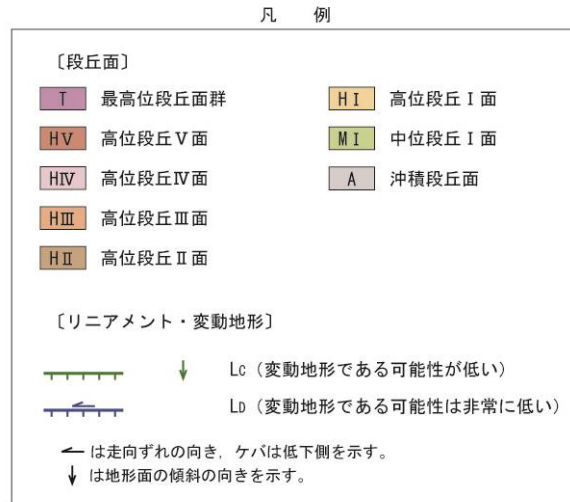 凡 例
〔段丘面〕
T 最高位段丘面群
HⅤ 高位段丘Ⅴ面
HⅣ 高位段丘Ⅳ面
HⅢ 高位段丘Ⅲ面
HⅡ 高位段丘Ⅱ面
HⅠ 高位段丘Ⅰ面
MⅠ 中位段丘Ⅰ面
A 沖積段丘面
〔リニアメント・変動地形〕
Lc（変動地形である可能性が低い）
LD（変動地形である可能性は非常に低い）
は走向ずれの向き，ケバは低下側を示す。
は地形面の傾斜の向きを示す。